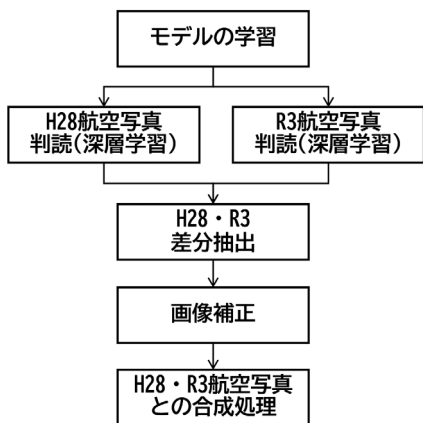 モデルの学習
H28航空写真
判読(深層学習)
R3航空写真
判読(深層学習)
H28・R3
差分抽出
画像補正
H28・R3航空写真
との合成処理